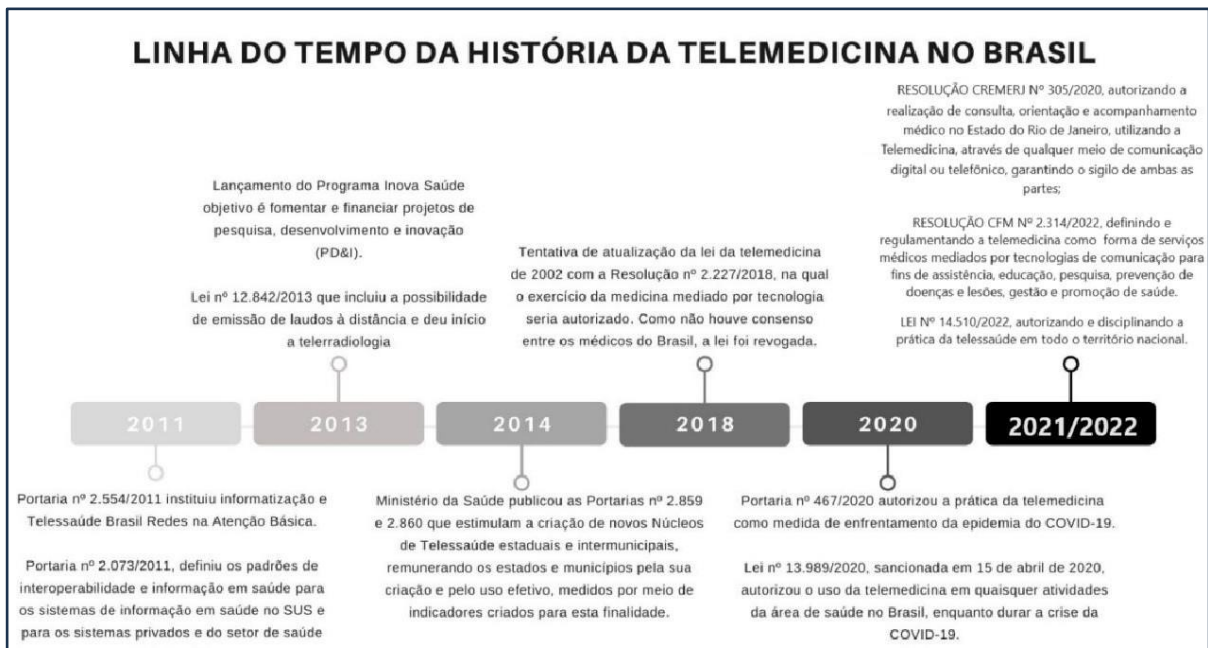 LINHA DO TEMPO DA HISTÓRIA DA TELEMEDICINA NO BRASIL
RESOLUÇÃO CREMERJ Nº 305/2020, autorizando a
realização de consulta, orientação e acompanhamento
médico no Estado do Rio de Janeiro, utilizando a
Telemedicina, através de qualquer meio de comunicação
digital ou telefônico, garantindo o sigilo de ambas as
partes;
Lançamento do Programa Inova Saúde
objetivo é fomentar e financiar projetos de
pesquisa, desenvolvimento e inovação
(PD&I).
Lei nº 12.842/2013 que incluiu a possibilidade
de emissão de laudos à distância e deu início
a telerradiologia
Tentativa de atualização da lei da telemedicina
de 2002 com a Resolução nº 2.227/2018, na qual
o exercício da medicina mediado por tecnologia
seria autorizado. Como não houve consenso
entre os médicos do Brasil, a lei foi revogada.
RESOLUÇÃO CFM Nº 2.314/2022, definindo e
regulamentando a telemedicina como forma de serviços
médicos mediados por tecnologias de comunicação para
fins de assistência, educação, pesquisa, prevenção de
doenças e lesões, gestão e promoção de saúde.
LEI Nº 14.510/2022, autorizando e disciplinando a
prática da telessaúde em todo o território nacional.
2011
2013
2014
2018
2020
2021/2022
Portaria nº 2.554/2011 instituiu informatização e
Telessaúde Brasil Redes na Atenção Básica.
Portaria nº 2.073/2011, definiu os padrões de
interoperabilidade e informação em saúde para
os sistemas de informação em saúde no SUS e
para os sistemas privados e do setor de saúde
Ministério da Saúde publicou as Portarias nº 2.859
e 2.860 que estimulam a criação de novos Núcleos
de Telessaúde estaduais e intermunicipais,
remunerando os estados e municípios pela sua
criação e pelo uso efetivo, medidos por meio de
indicadores criados para esta finalidade.
Portaria nº 467/2020 autorizou a prática da telemedicina
como medida de enfrentamento da epidemia do COVID-19.
Lei nº 13.989/2020, sancionada em 15 de abril de 2020,
autorizou o uso da telemedicina em quaisquer atividades
da área de saúde no Brasil, enquanto durar a crise da
COVID-19.